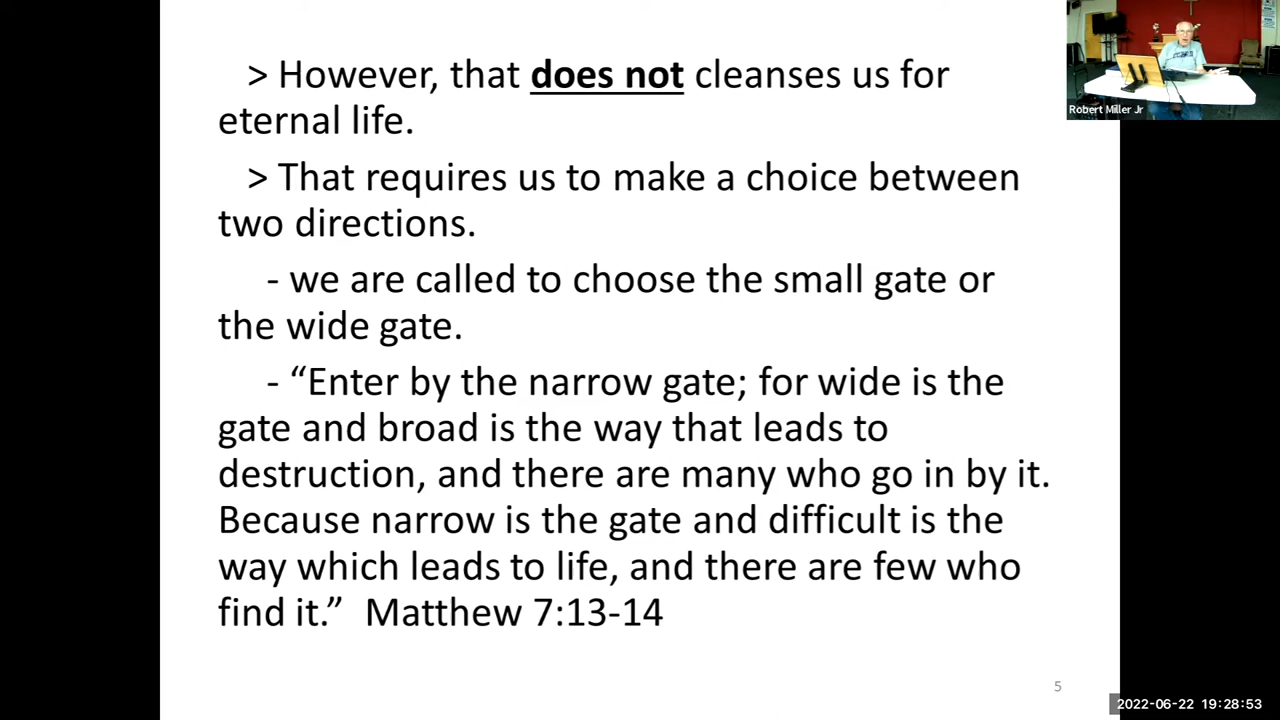 > However, that does not cleanses us for
eternal life.
> That requires us to make a choice between
two directions.
- we are called to choose the small gate or
the wide gate.
- “Enter by the narrow gate; for wide is the
gate and broad is the way that leads to
destruction, and there are many who go in by it.
Because narrow is the gate and difficult is the
way which leads to life, and there are few who
find it.” Matthew 7:13-14
5
Robert Miller Jr
2022-06-22 19:28:53